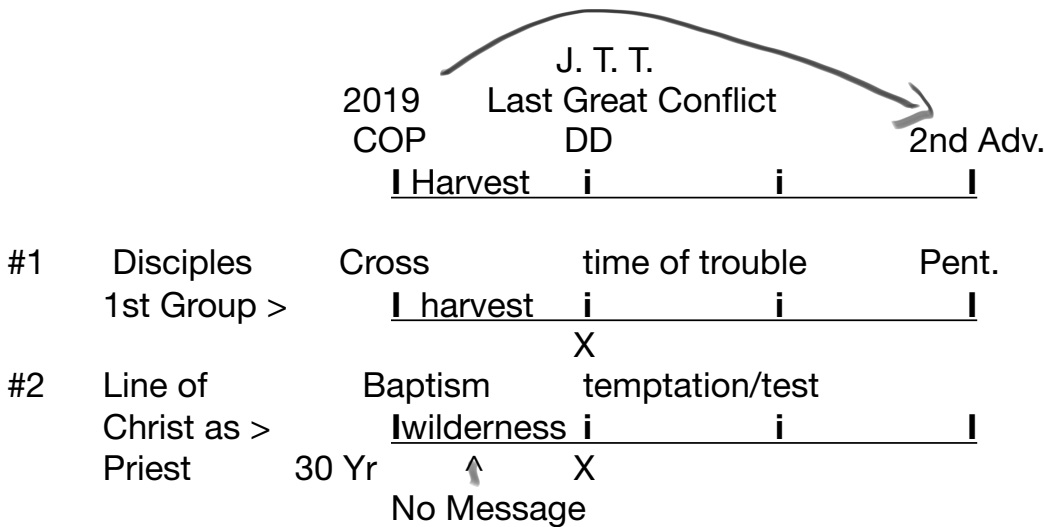 J. T. T.
2019 Last Great Conflict
COP DD 2nd Adv.
I Harvest i i I
#1 Disciples Cross time of trouble Pent.
1st Group > I harvest i i I
X
#2 Line of Baptism temptation/test
Christ as > Iwilderness i i I
Priest 30 Yr ^ X
No Message